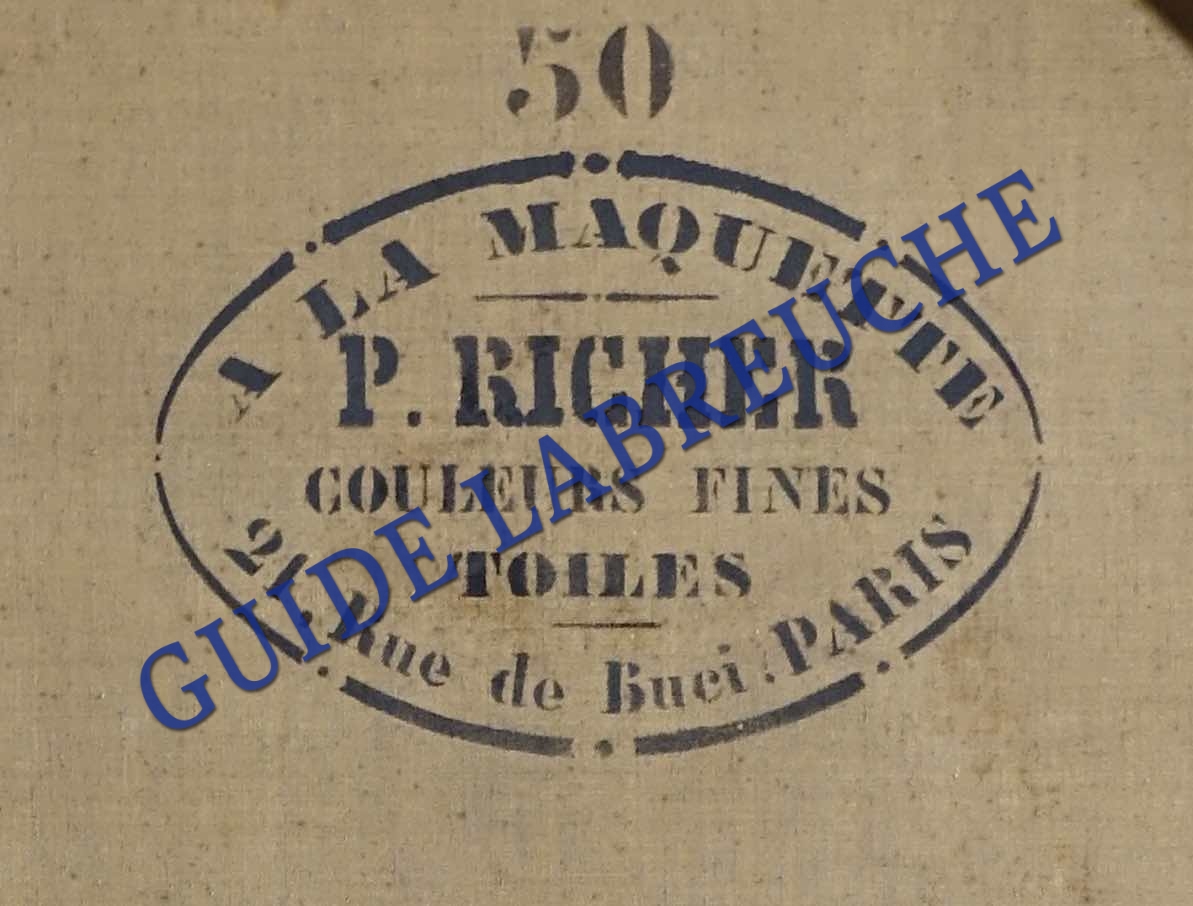 50
A LA MAQUETTE
P. RICHER
COULEURS FINES
TOILES
Rue de Buci. PARIS
GUIDE LABREUCHE